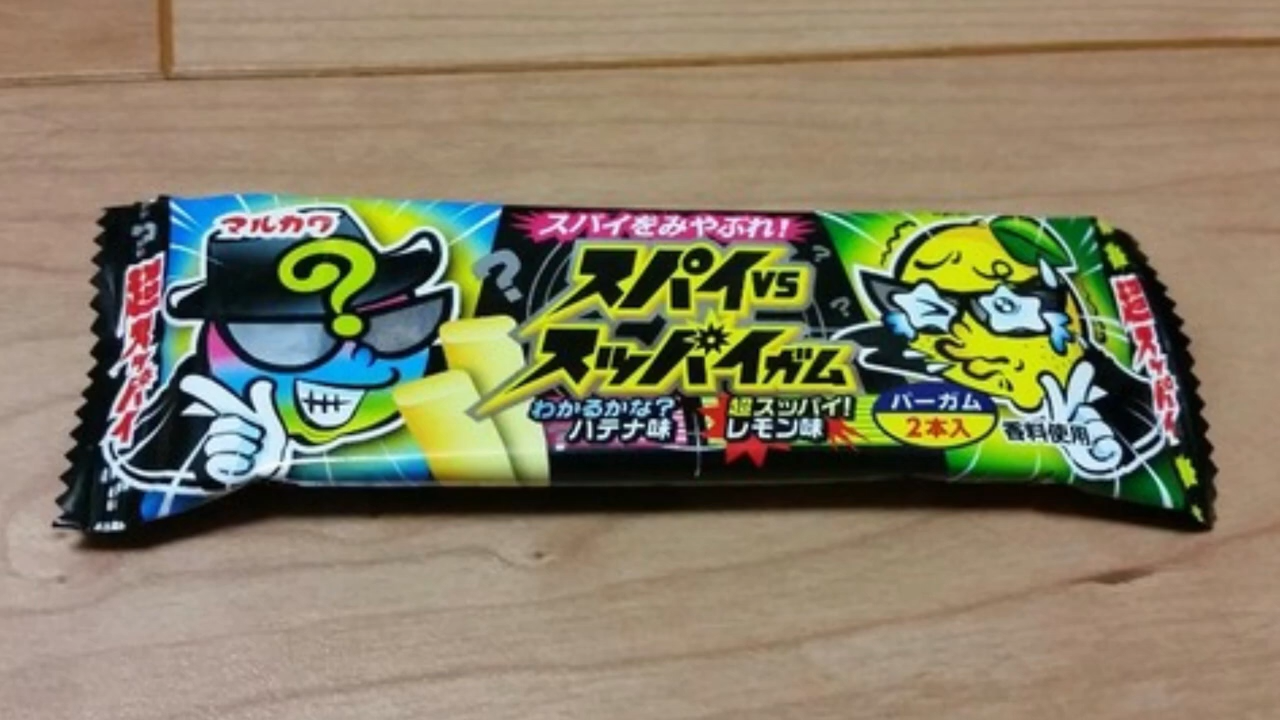 マルカワ
スパイをみやぶれ!
スパイVS
スッパイガム
わかるかな?
ハテナ味
超スッパイ!
レモン味
バーガム
2本入
香料使用
超スッパイ
超スッパイ